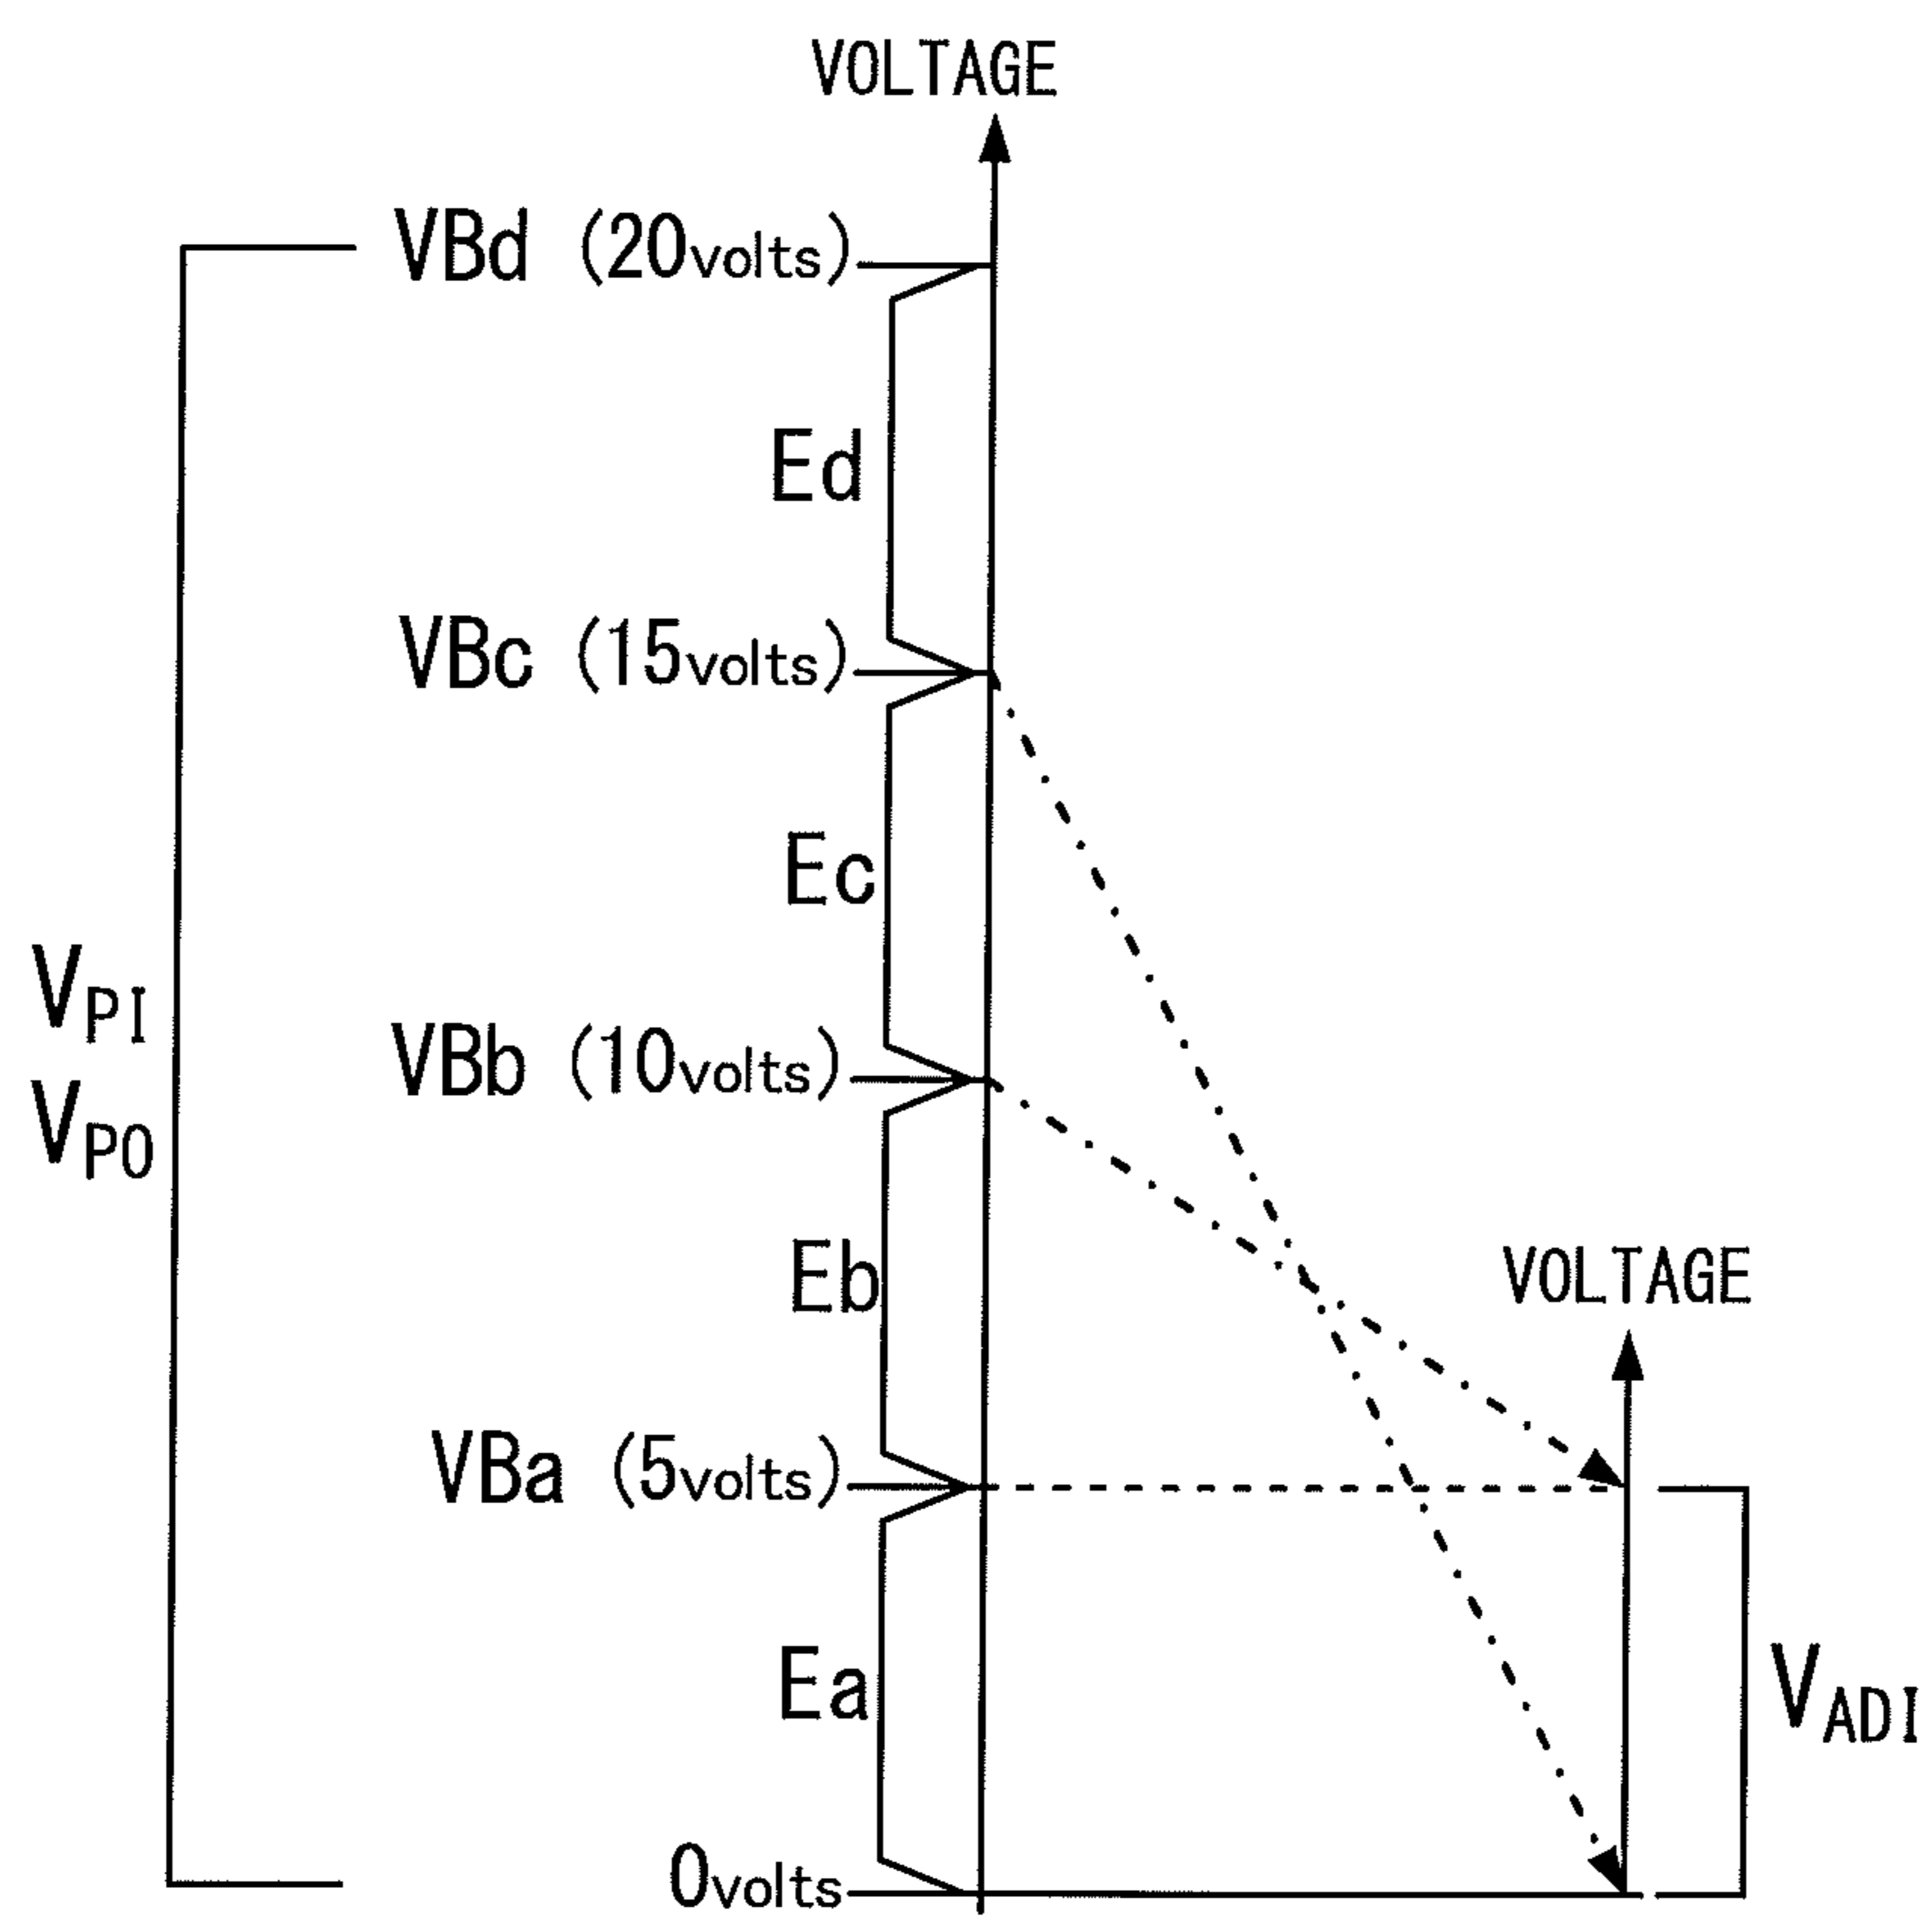 VOLTAGE
VBd (20volts)
Ed
VBc (15volts)
Ec
VPI
VBb (10volts)
VPO
Eb
VOLTAGE
VBa (5volts)
Ea
VADI
0volts